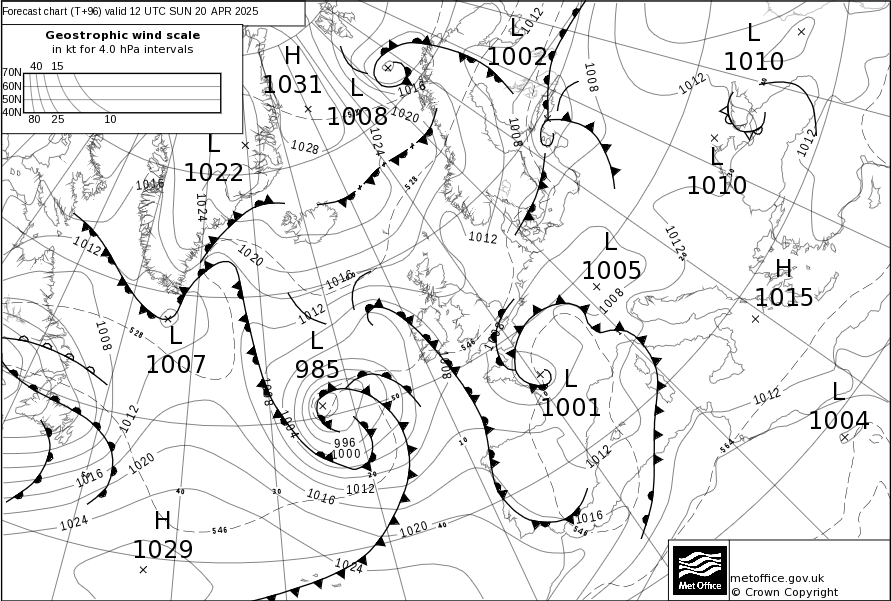 Forecast chart (T+96) valid 12 UTC SUN 20 APR 2025
Geostrophic wind scale
in kt for 4.0 hPa intervals
40 15
70N
60N
50N
40N
80 25 10
H
1031
L
1008
L
1002
1012
L
1010
1008
1012
1016
1020
1024
1028
L
1022
1016
1024
528
1008
1012
L
1010
1012
1012
1020
1016
1012
1012
L
1005
1008
H
1015
528
1008
L
1007
L
985
1008
1004
996
1000
50
546
1008
1008
L
1001
1012
L
1004
564
1012
1016
1020
1024
40
30
20
10
1016
1012
1012
546
1020
40
1016
546
H
1029
1024
Met Office
metoffice.gov.uk
© Crown Copyright